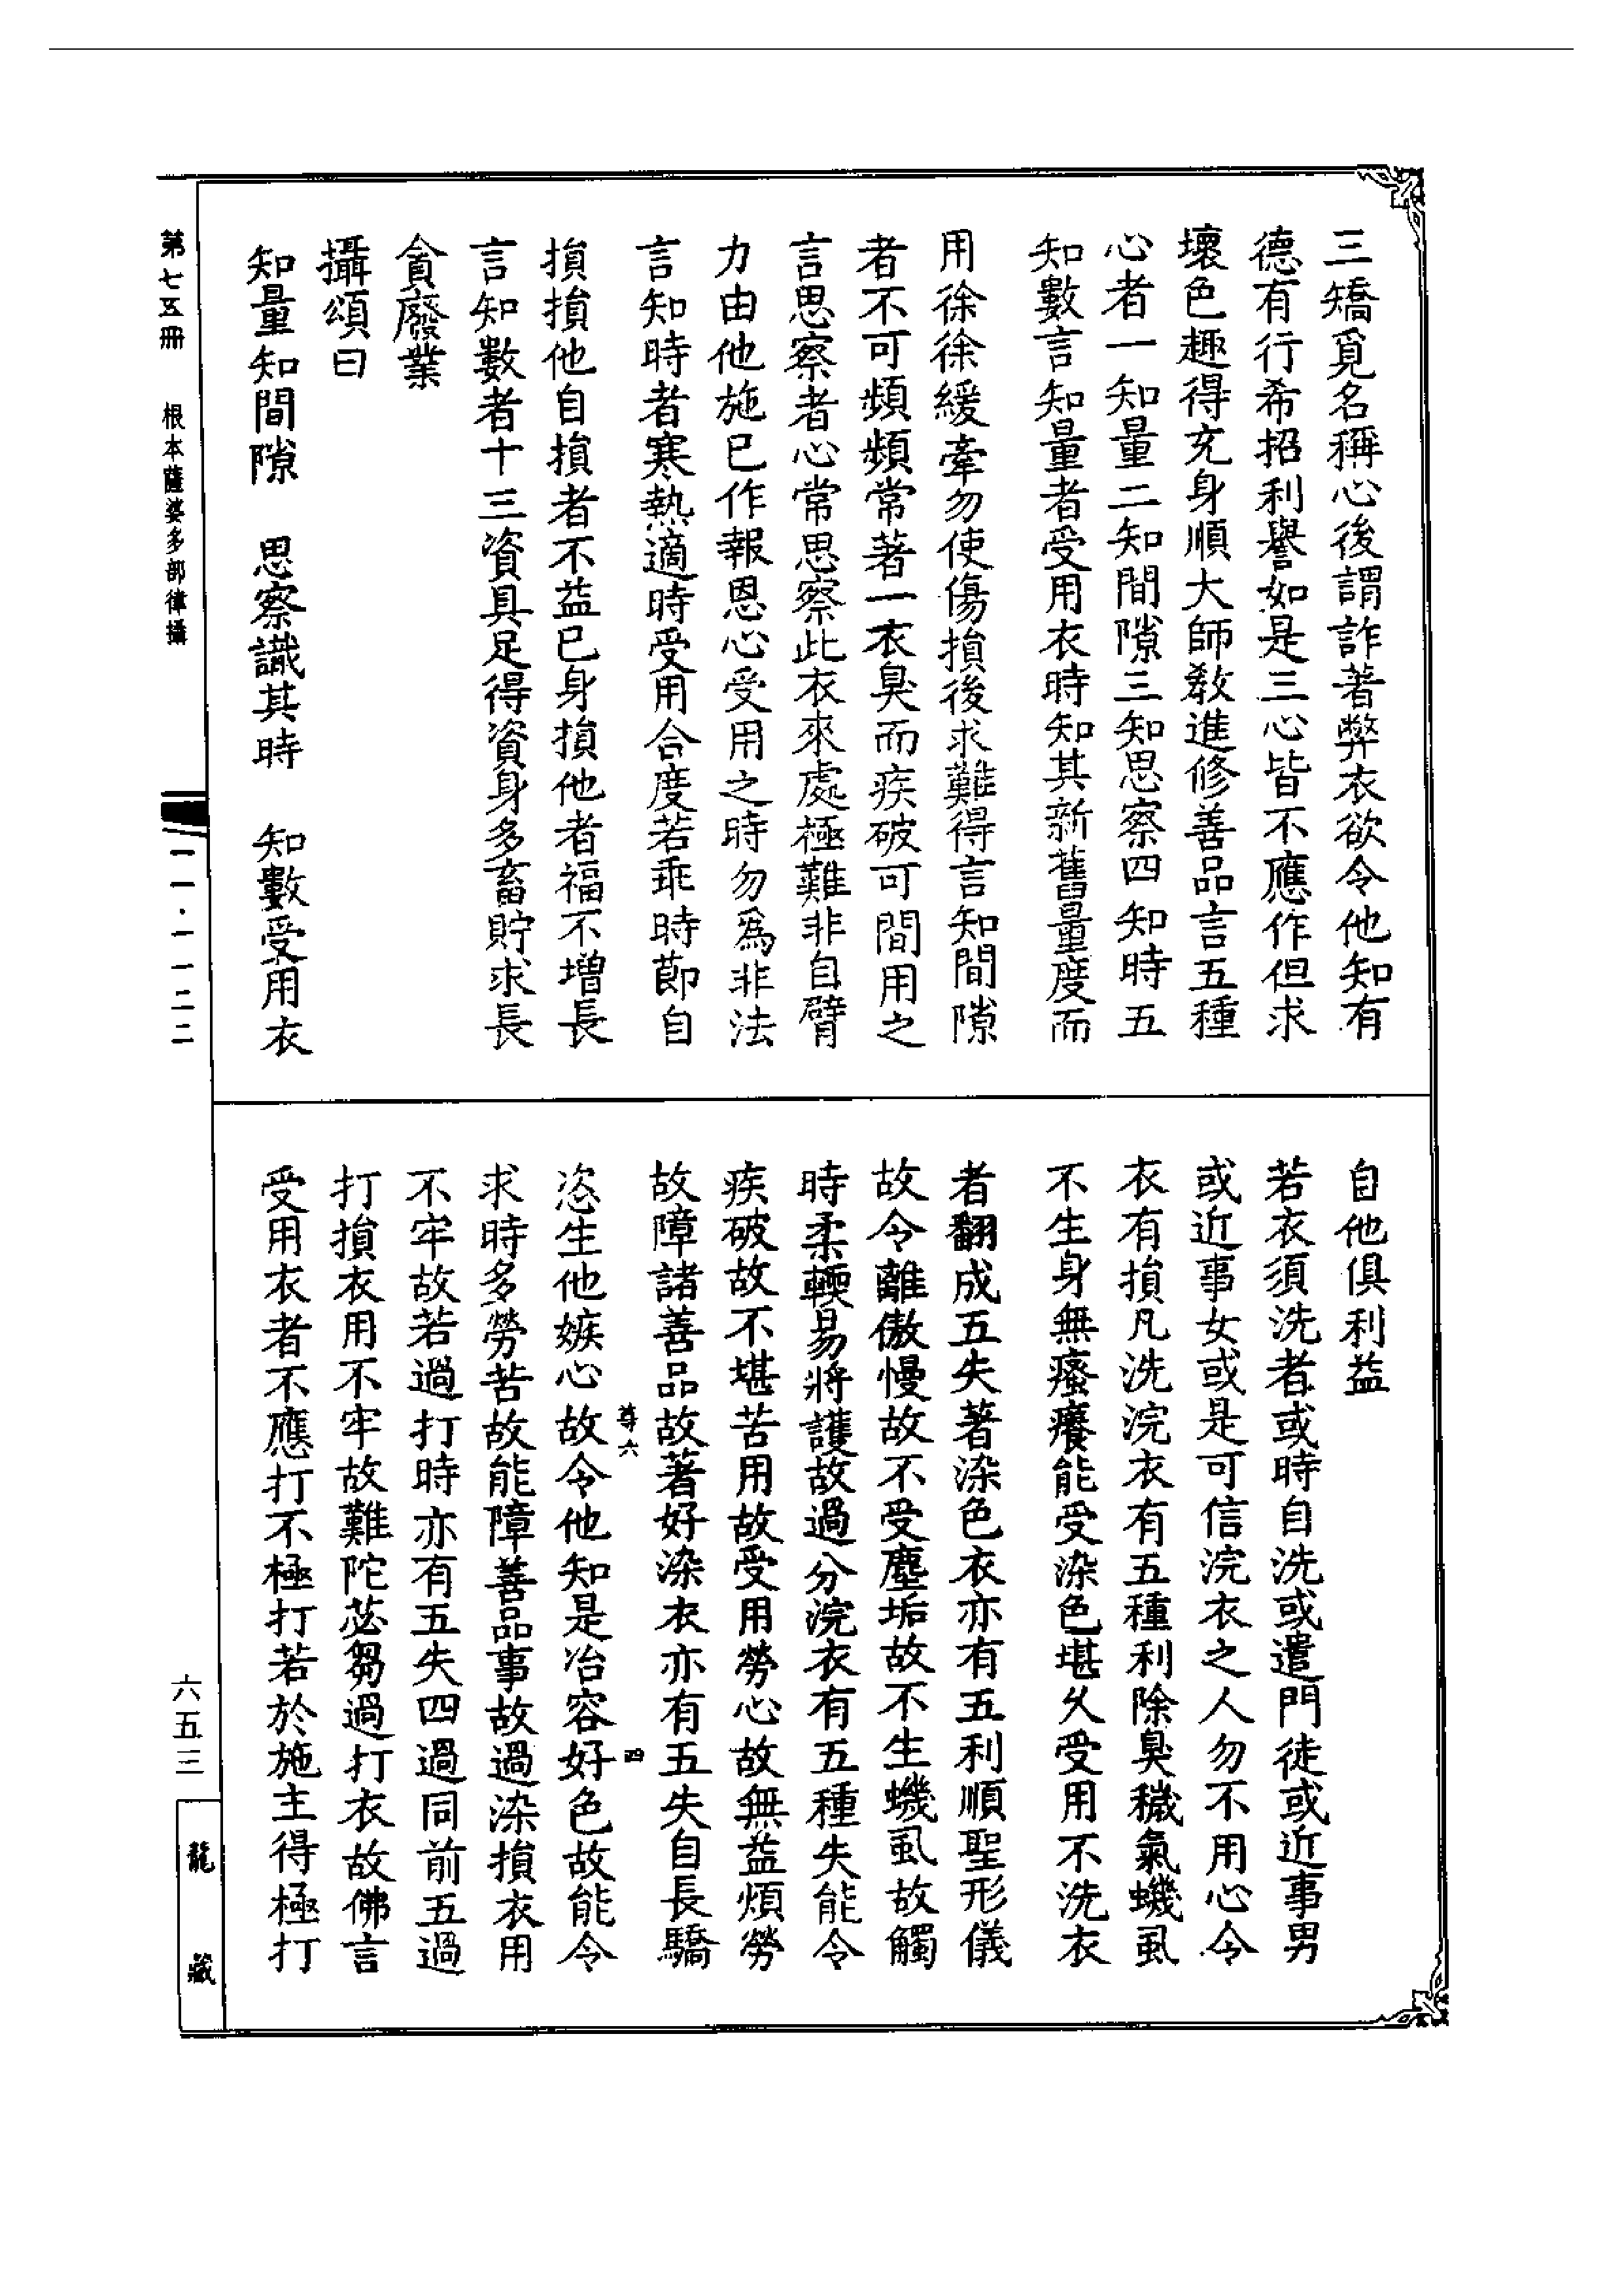 三矯覓名稱心後謂詐著弊衣欲令他知有
德有行希招利譽如是三心皆不應作但求
壞色趣得充身順大師教進修善品言五種
心者一知量二知間隙三知思察四知時五
知數言知量者受用衣時知其新舊量度而
用徐徐緩牽勿使傷損後求難得言知間隙
者不可頻頻常著一衣臭而疾破可間用之
言思察者心常思察此衣來處極難非自臂
力由他施已作報恩心受用之時勿為非法
言知時者寒熱適時受用合度若乖時節自
損損他自損者不益已身損他者福不增長
言知數者十三資具足得資身多畜貯求長
貪廢業
攝頌曰
知量知間隙　思察識其時　知數受用衣
自他俱利益
若衣須洗者或時自洗或遣門徒或近事男
或近事女或是可信浣衣之人勿不用心令
衣有損凡洗浣衣有五種利除臭穢氣蟣虱
不生身無瘙癢能受染色堪久受用不洗衣
者翻成五失著染色衣亦有五利順聖形儀
故令離傲慢故不受塵垢故不生蟣虱故觸
時柔輭易將護故過分浣衣有五種失能令
疾破故不堪苦用故受用勞心故無益煩勞
故障諸善品故著好染衣亦有五失自長驕
恣生他嫉心故令他知是冶容好色故能令
求時多勞苦故能障善品事故過染損衣用
不牢故若過打時亦有五失四過同前五過
打損衣用不牢故難陀苾芻過打衣故佛言
受用衣者不應打不極打若於施主得極打
尊六
四
第七五冊　根本薩婆多部律攝
一一·一一二二
六五三
龍藏